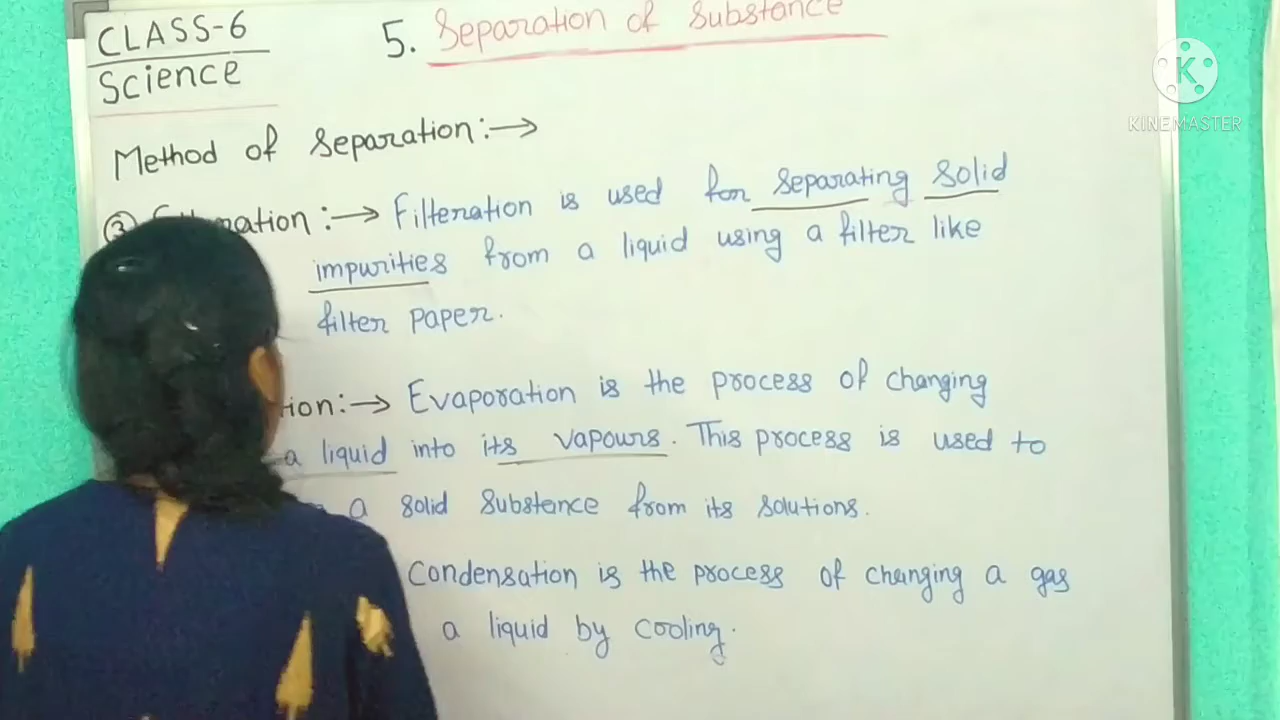 CLASS-6
Science
5. Separation of Substance
Method of Separation:→
③ :→ Filteration is used for separating solid
impurities from a liquid using a filter like
filter paper.
:→ Evaporation is the process of changing
a liquid into its vapours. This process is used to
a solid substance from its solutions.
Condensation is the process of changing a gas
a liquid by cooling.
KINEMASTER